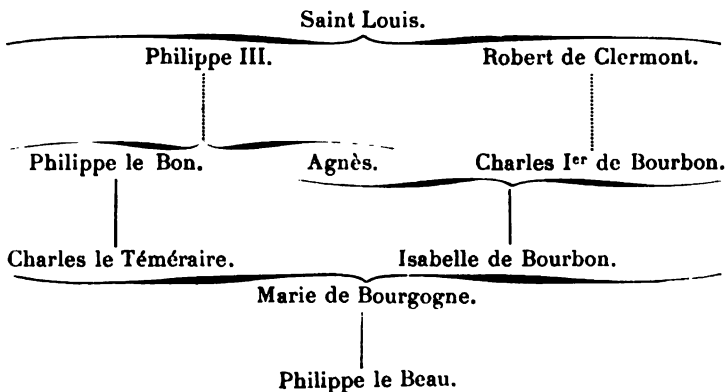 Saint Louis.
Philippe III. Robert de Clermont.
Philippe le Bon. Agnès. Charles Ier de Bourbon.
Charles le Téméraire. Isabelle de Bourbon.
Marie de Bourgogne.
Philippe le Beau.